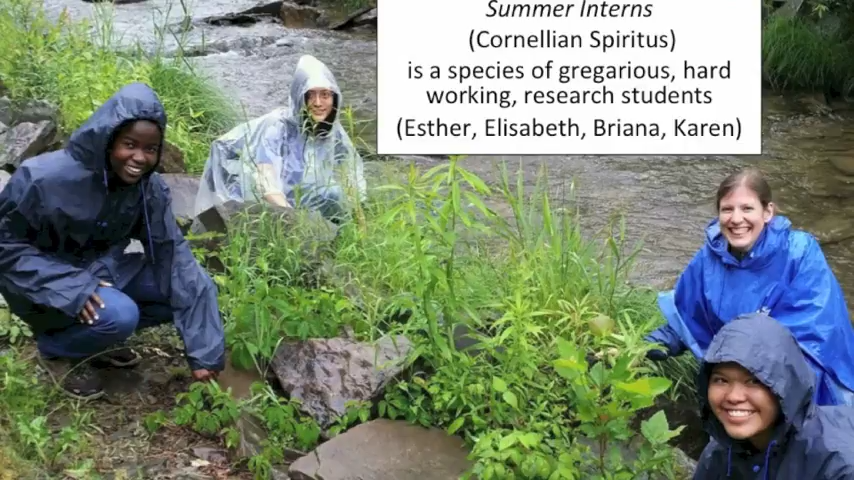 Summer Interns
(Cornellian Spiritus)
is a species of gregarious, hard
working, research students
(Esther, Elisabeth, Briana, Karen)